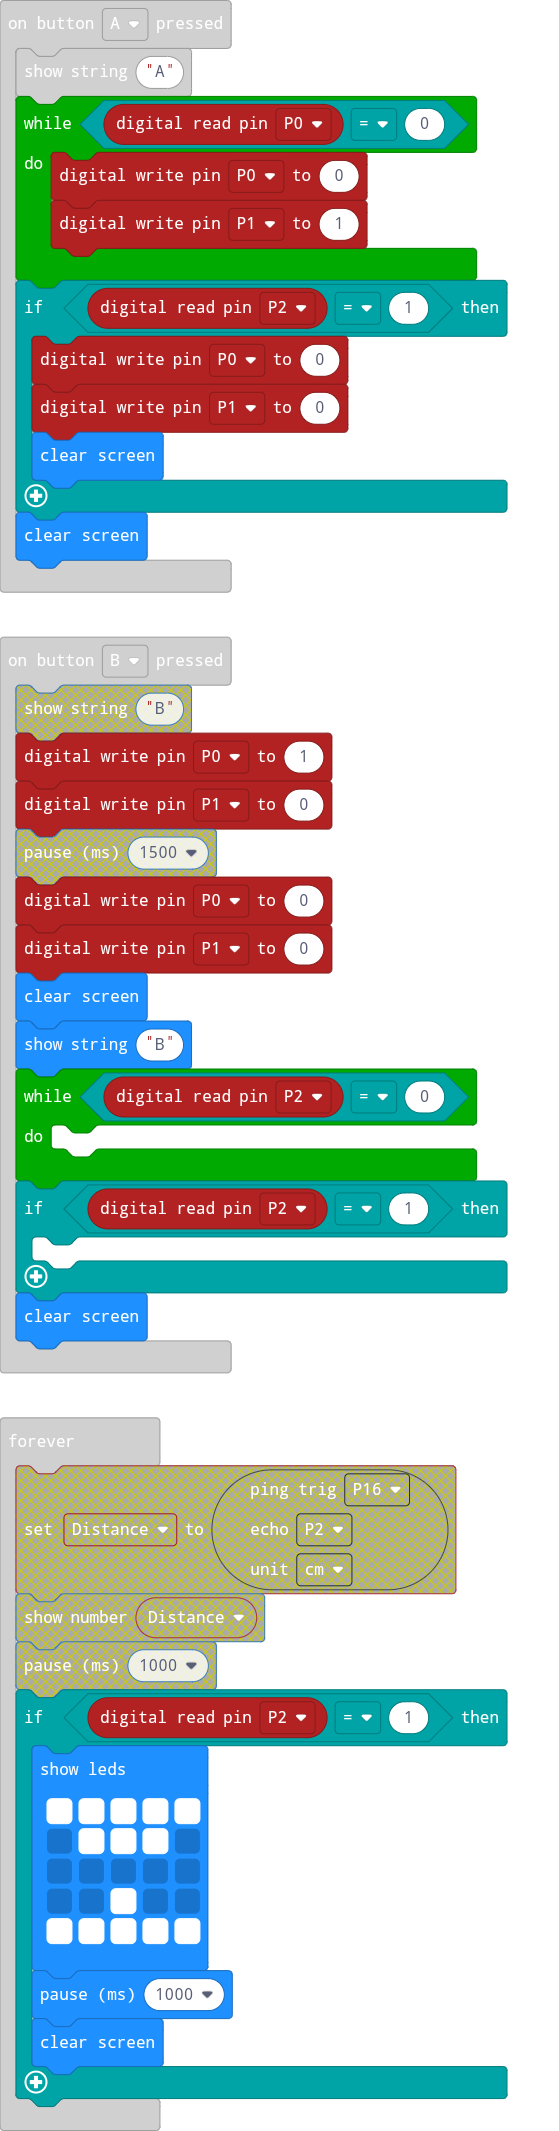 on button A pressed
show string "A"
while digital read pin P0 = 0
do
digital write pin P0 to 0
digital write pin P1 to 1
if digital read pin P2 = 1 then
digital write pin P0 to 0
digital write pin P1 to 0
clear screen
clear screen
on button B pressed
show string "B"
digital write pin P0 to 1
digital write pin P1 to 0
pause (ms) 1500
digital write pin P0 to 0
digital write pin P1 to 0
clear screen
show string "B"
while digital read pin P2 = 0
do
if digital read pin P2 = 1 then
clear screen
forever
ping trig P16
set Distance to echo P2
unit cm
show number Distance
pause (ms) 1000
if digital read pin P2 = 1 then
show leds
pause (ms) 1000
clear screen